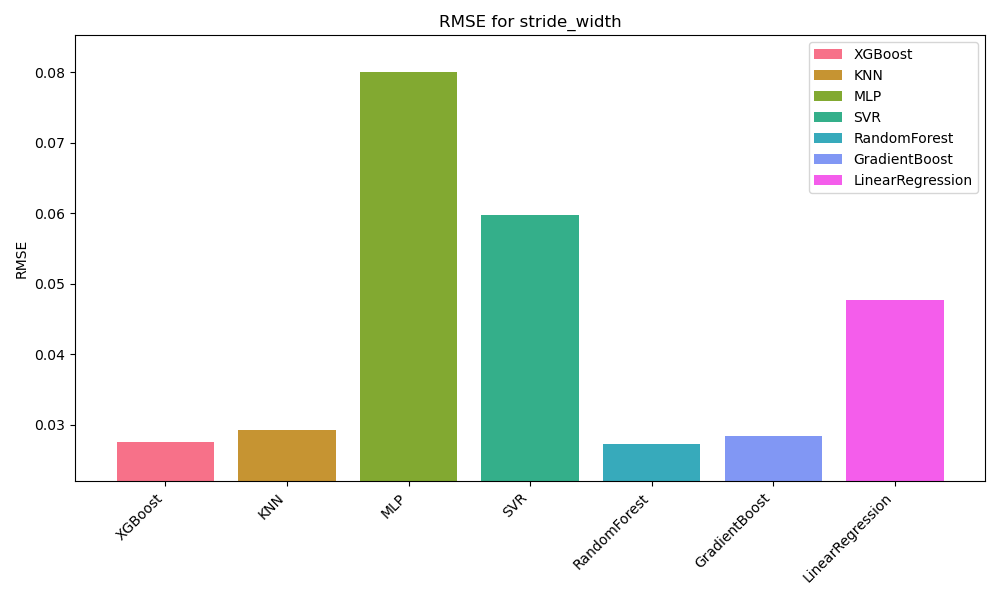 RMSE for stride_width
XGBoost
KNN
MLP
SVR
RandomForest
GradientBoost
LinearRegression
RMSE
0.08
0.07
0.06
0.05
0.04
0.03
XGBoost
KNN
MLP
SVR
RandomForest
GradientBoost
LinearRegression